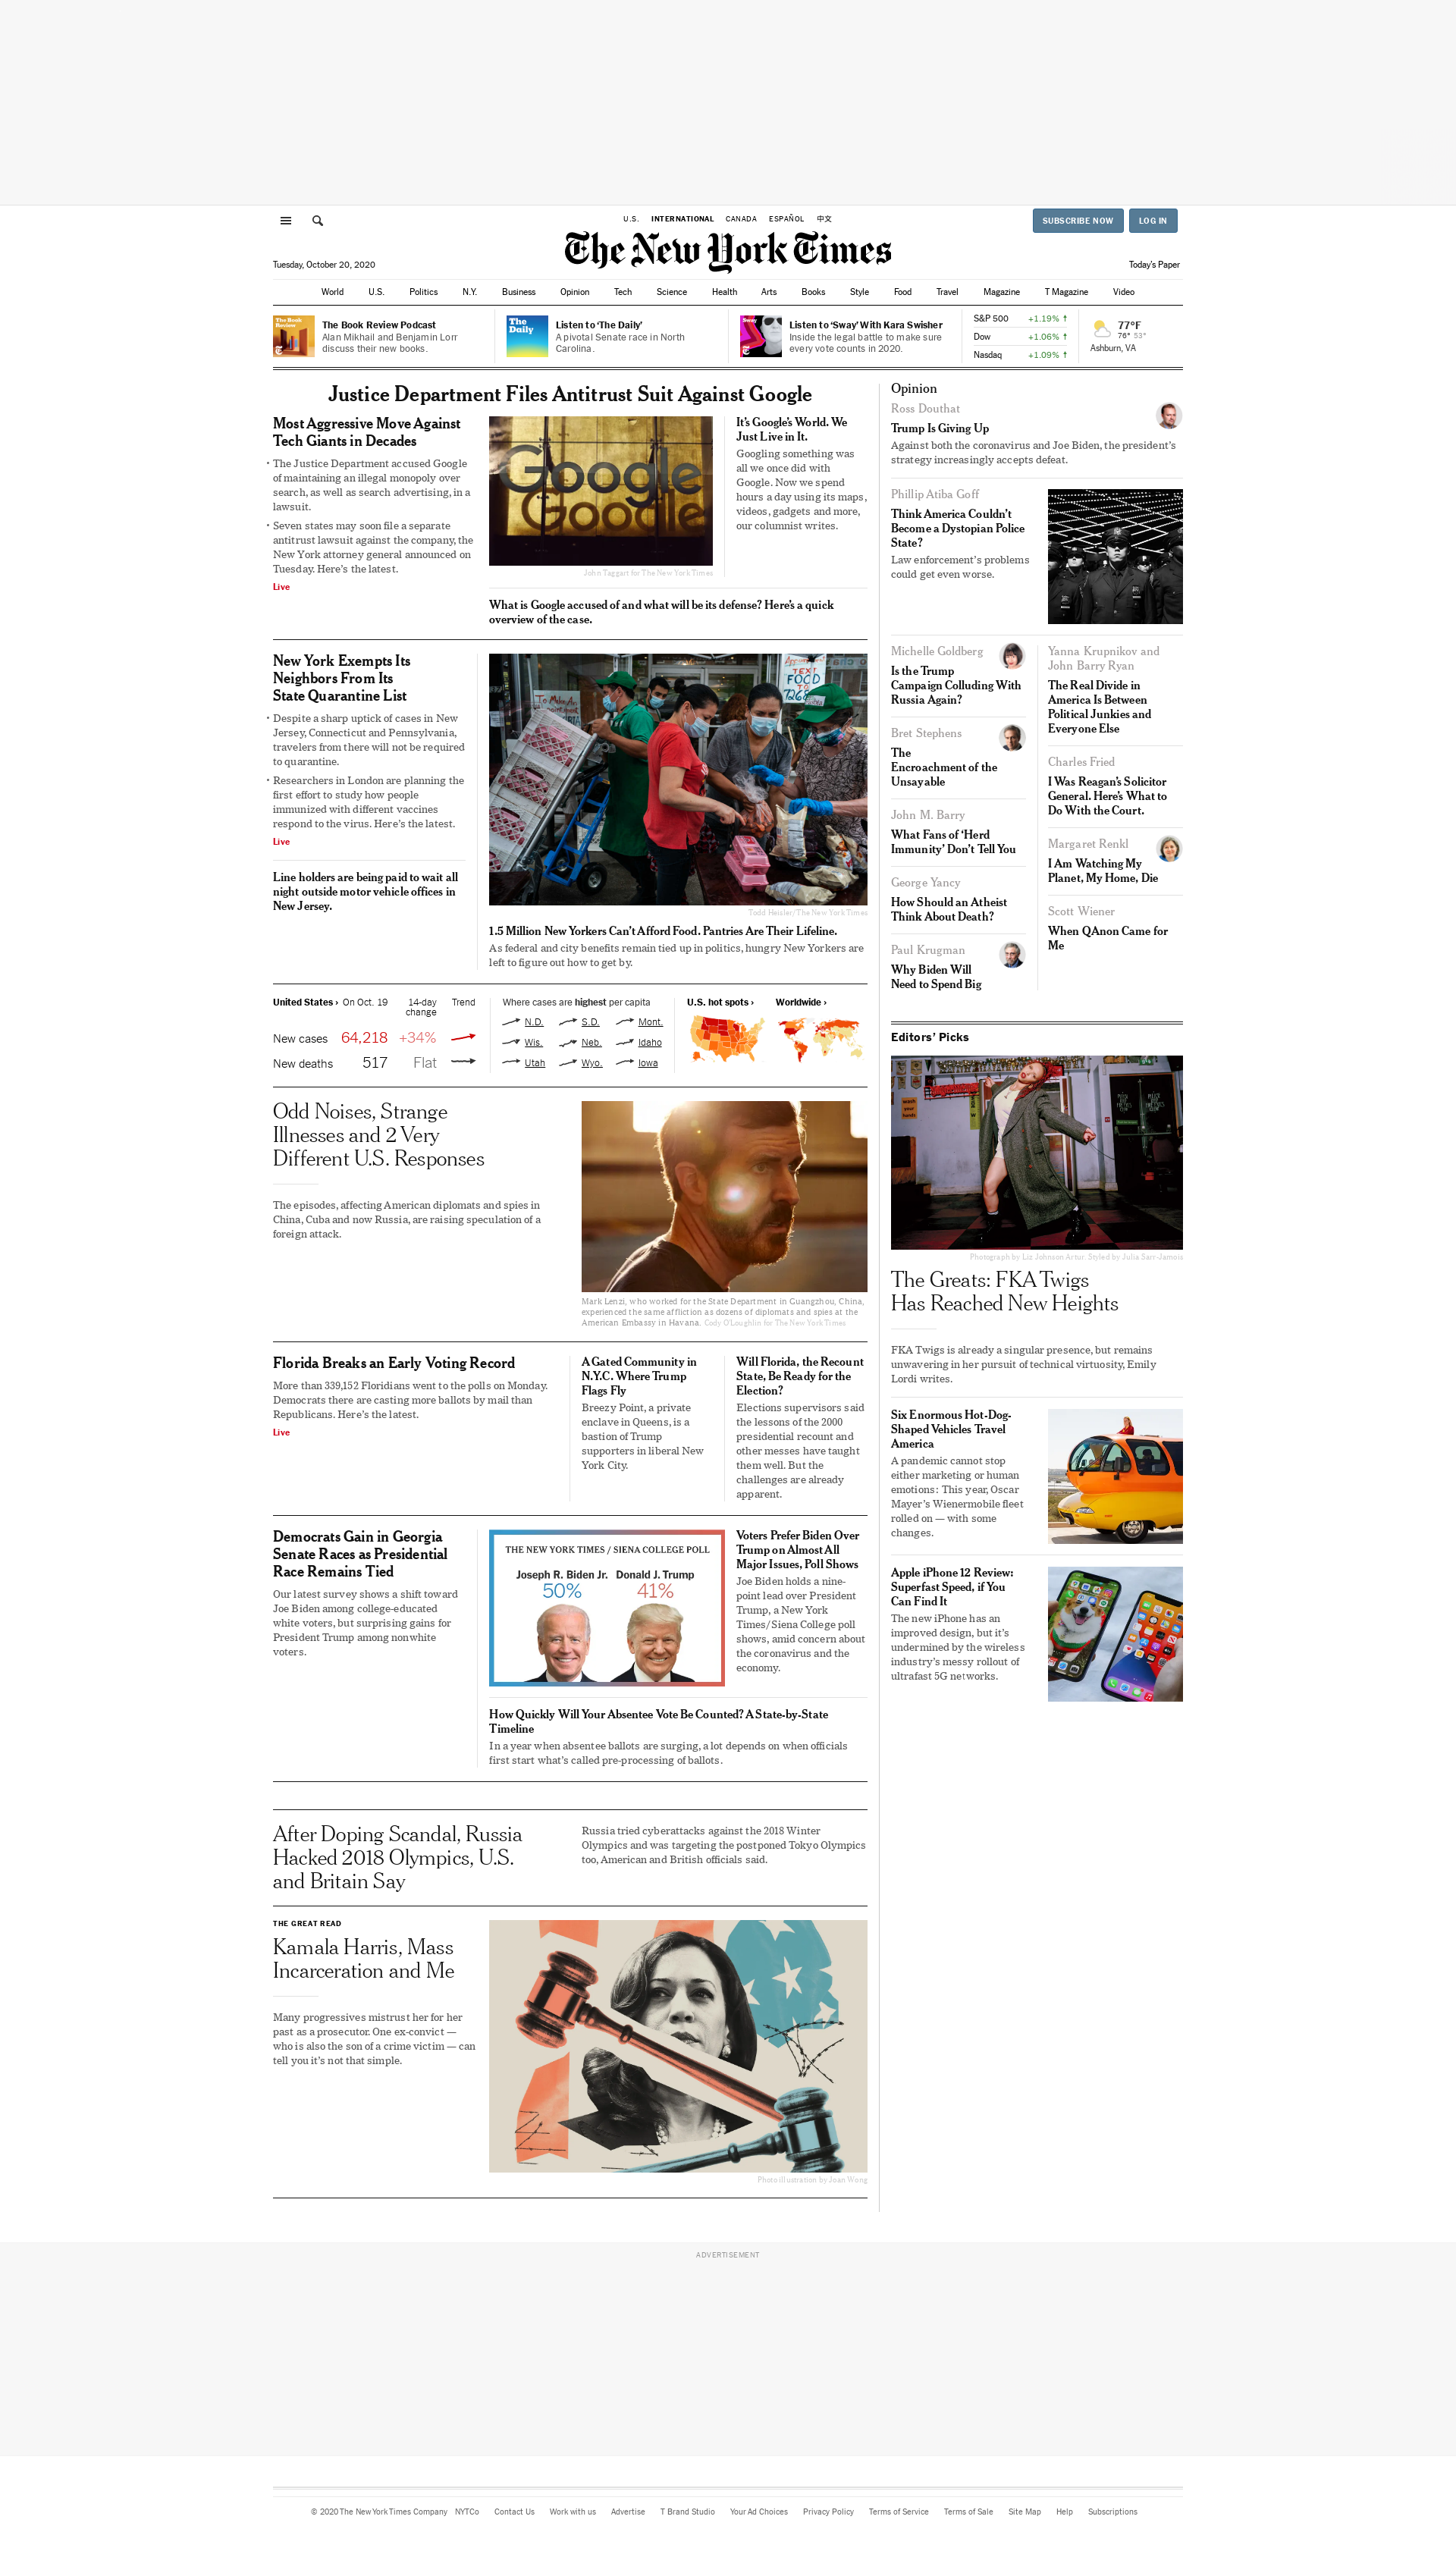 U.S. INTERNATIONAL CANADA ESPAÑOL 中文
SUBSCRIBE NOW LOG IN
The New York Times
Tuesday, October 20, 2020
Today's Paper
World U.S. Politics N.Y. Business Opinion Tech Science Health Arts Books Style Food Travel Magazine T Magazine Video
The Book Review Podcast
Alan Mikhail and Benjamin Lorr
discuss their new books.
The Daily
Listen to 'The Daily'
A pivotal Senate race in North
Carolina.
Sway
Listen to 'Sway' With Kara Swisher
Inside the legal battle to make sure
every vote counts in 2020.
S&P 500 +1.19% ↑
Dow +1.06% ↑
Nasdaq +1.09% ↑
77°F
76° 53°
Ashburn, VA
Justice Department Files Antitrust Suit Against Google
Most Aggressive Move Against
Tech Giants in Decades
• The Justice Department accused Google
of maintaining an illegal monopoly over
search, as well as search advertising, in a
lawsuit.
• Seven states may soon file a separate
antitrust lawsuit against the company, the
New York attorney general announced on
Tuesday. Here's the latest.
Live
Google
Google
John Taggart for The New York Times
It's Google's World. We
Just Live in It.
Googling something was
all we once did with
Google. Now we spend
hours a day using its maps,
videos, gadgets and more,
our columnist writes.
What is Google accused of and what will be its defense? Here's a quick
overview of the case.
New York Exempts Its
Neighbors From Its
State Quarantine List
• Despite a sharp uptick of cases in New
Jersey, Connecticut and Pennsylvania,
travelers from there will not be required
to quarantine.
• Researchers in London are planning the
first effort to study how people
immunized with different vaccines
respond to the virus. Here's the latest.
Live
Line holders are being paid to wait all
night outside motor vehicle offices in
New Jersey.
TEXT
FOOD
Todd Heisler/The New York Times
1.5 Million New Yorkers Can't Afford Food. Pantries Are Their Lifeline.
As federal and city benefits remain tied up in politics, hungry New Yorkers are
left to figure out how to get by.
United States › On Oct. 19 14-day
change Trend
New cases 64,218 +34%
New deaths 517 Flat
Where cases are highest per capita
N.D. S.D. Mont.
Wis. Neb. Idaho
Utah Wyo. Iowa
U.S. hot spots › Worldwide ›
Odd Noises, Strange
Illnesses and 2 Very
Different U.S. Responses
The episodes, affecting American diplomats and spies in
China, Cuba and now Russia, are raising speculation of a
foreign attack.
Mark Lenzi, who worked for the State Department in Guangzhou, China,
experienced the same affliction as dozens of diplomats and spies at the
American Embassy in Havana. Cody O'Loughlin for The New York Times
Florida Breaks an Early Voting Record
More than 339,152 Floridians went to the polls on Monday.
Democrats there are casting more ballots by mail than
Republicans. Here's the latest.
Live
A Gated Community in
N.Y.C. Where Trump
Flags Fly
Breezy Point, a private
enclave in Queens, is a
bastion of Trump
supporters in liberal New
York City.
Will Florida, the Recount
State, Be Ready for the
Election?
Elections supervisors said
the lessons of the 2000
presidential recount and
other messes have taught
them well. But the
challenges are already
apparent.
Democrats Gain in Georgia
Senate Races as Presidential
Race Remains Tied
Our latest survey shows a shift toward
Joe Biden among college-educated
white voters, but surprising gains for
President Trump among nonwhite
voters.
THE NEW YORK TIMES / SIENA COLLEGE POLL
Joseph R. Biden Jr. Donald J. Trump
50% 41%
Voters Prefer Biden Over
Trump on Almost All
Major Issues, Poll Shows
Joe Biden holds a nine-
point lead over President
Trump, a New York
Times/Siena College poll
shows, amid concern about
the coronavirus and the
economy.
How Quickly Will Your Absentee Vote Be Counted? A State-by-State
Timeline
In a year when absentee ballots are surging, a lot depends on when officials
first start what's called pre-processing of ballots.
After Doping Scandal, Russia
Hacked 2018 Olympics, U.S.
and Britain Say
Russia tried cyberattacks against the 2018 Winter
Olympics and was targeting the postponed Tokyo Olympics
too, American and British officials said.
THE GREAT READ
Kamala Harris, Mass
Incarceration and Me
Many progressives mistrust her for her
past as a prosecutor. One ex-convict —
who is also the son of a crime victim — can
tell you it's not that simple.
Photo illustration by Joan Wong
Opinion
Ross Douthat
Trump Is Giving Up
Against both the coronavirus and Joe Biden, the president's
strategy increasingly accepts defeat.
Phillip Atiba Goff
Think America Couldn't
Become a Dystopian Police
State?
Law enforcement's problems
could get even worse.
Michelle Goldberg
Is the Trump
Campaign Colluding With
Russia Again?
Bret Stephens
The
Encroachment of the
Unsayable
John M. Barry
What Fans of 'Herd
Immunity' Don't Tell You
George Yancy
How Should an Atheist
Think About Death?
Paul Krugman
Why Biden Will
Need to Spend Big
Yanna Krupnikov and
John Barry Ryan
The Real Divide in
America Is Between
Political Junkies and
Everyone Else
Charles Fried
I Was Reagan's Solicitor
General. Here's What to
Do With the Court.
Margaret Renkl
I Am Watching My
Planet, My Home, Die
Scott Wiener
When QAnon Came for
Me
Editors' Picks
Photograph by Liz Johnson Artur. Styled by Julia Sarr-Jamois
The Greats: FKA Twigs
Has Reached New Heights
FKA Twigs is already a singular presence, but remains
unwavering in her pursuit of technical virtuosity, Emily
Lordi writes.
Six Enormous Hot-Dog-
Shaped Vehicles Travel
America
A pandemic cannot stop
either marketing or human
emotions: This year, Oscar
Mayer's Wienermobile fleet
rolled on — with some
changes.
Apple iPhone 12 Review:
Superfast Speed, if You
Can Find It
The new iPhone has an
improved design, but it's
undermined by the wireless
industry's messy rollout of
ultrafast 5G networks.
ADVERTISEMENT
© 2020 The New York Times Company NYTCo Contact Us Work with us Advertise T Brand Studio Your Ad Choices Privacy Policy Terms of Service Terms of Sale Site Map Help Subscriptions